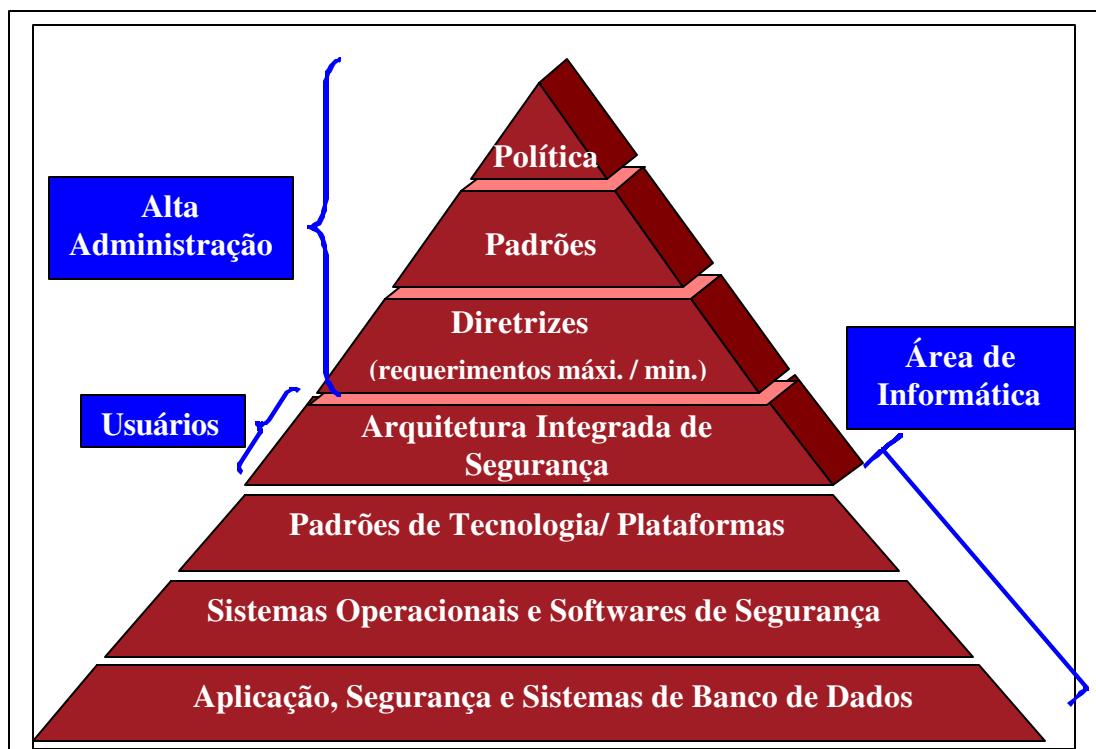 Política
Alta
Administração
Padrões
Diretrizes
(requerimentos máxi. / min.)
Área de
Informática
Usuários
Arquitetura Integrada de
Segurança
Padrões de Tecnologia/ Plataformas
Sistemas Operacionais e Softwares de Segurança
Aplicação, Segurança e Sistemas de Banco de Dados